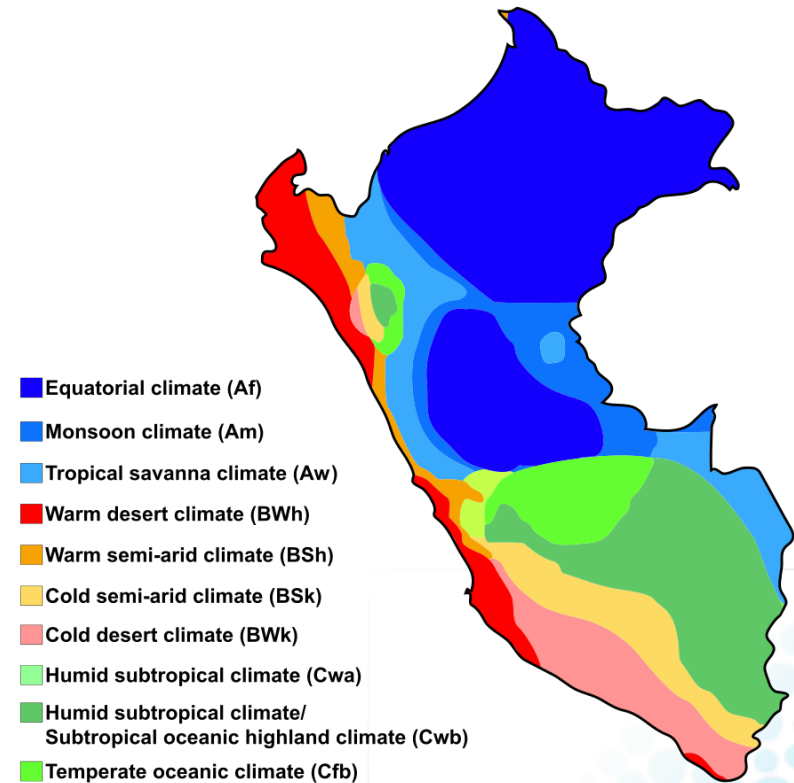 Equatorial climate (Af)
Monsoon climate (Am)
Tropical savanna climate (Aw)
Warm desert climate (BWh)
Warm semi-arid climate (BSh)
Cold semi-arid climate (BSk)
Cold desert climate (BWk)
Humid subtropical climate (Cwa)
Humid subtropical climate/
Subtropical oceanic highland climate (Cwb)
Temperate oceanic climate (Cfb)